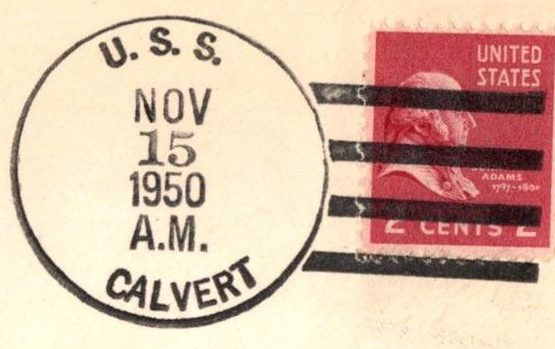 U. S. S.
NOV
15
1950
A.M.
CALVERT
UNITED
STATES
ADAMS
1797-1801
2 CENTS 2